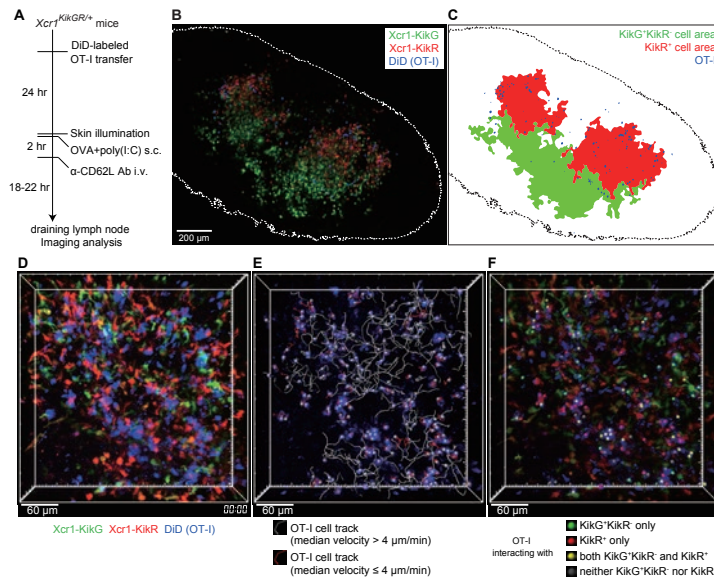 A
Xcr1KikGR/+ mice
DiD-labeled
OT-I transfer
24 hr
Skin illumination
2 hr
OVA+poly(I:C) s.c.
α-CD62L Ab i.v.
18-22 hr
draining lymph node
Imaging analysis
B
Xcr1-KikG
Xcr1-KikR
DiD (OT-I)
200 µm
C
KikG+KikR- cell area
KikR+ cell area
OT-I
D
60 µm
00:00
Xcr1-KikG Xcr1-KikR DiD (OT-I)
E
60 µm
OT-I cell track
(median velocity > 4 µm/min)
OT-I cell track
(median velocity ≤ 4 µm/min)
F
60 µm
OT-I
interacting with
KikG+KikR- only
KikR+ only
both KikG+KikR- and KikR+
neither KikG+KikR- nor KikR